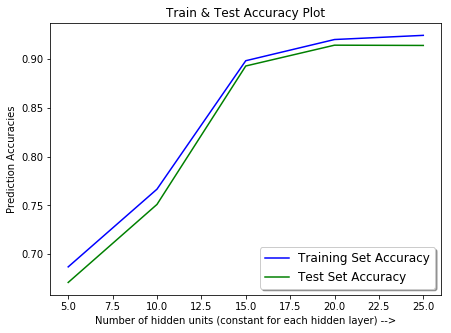 Train & Test Accuracy Plot
Prediction Accuracies
0.90
0.85
0.80
0.75
0.70
Training Set Accuracy
Test Set Accuracy
5.0 7.5 10.0 12.5 15.0 17.5 20.0 22.5 25.0
Number of hidden units (constant for each hidden layer) -->